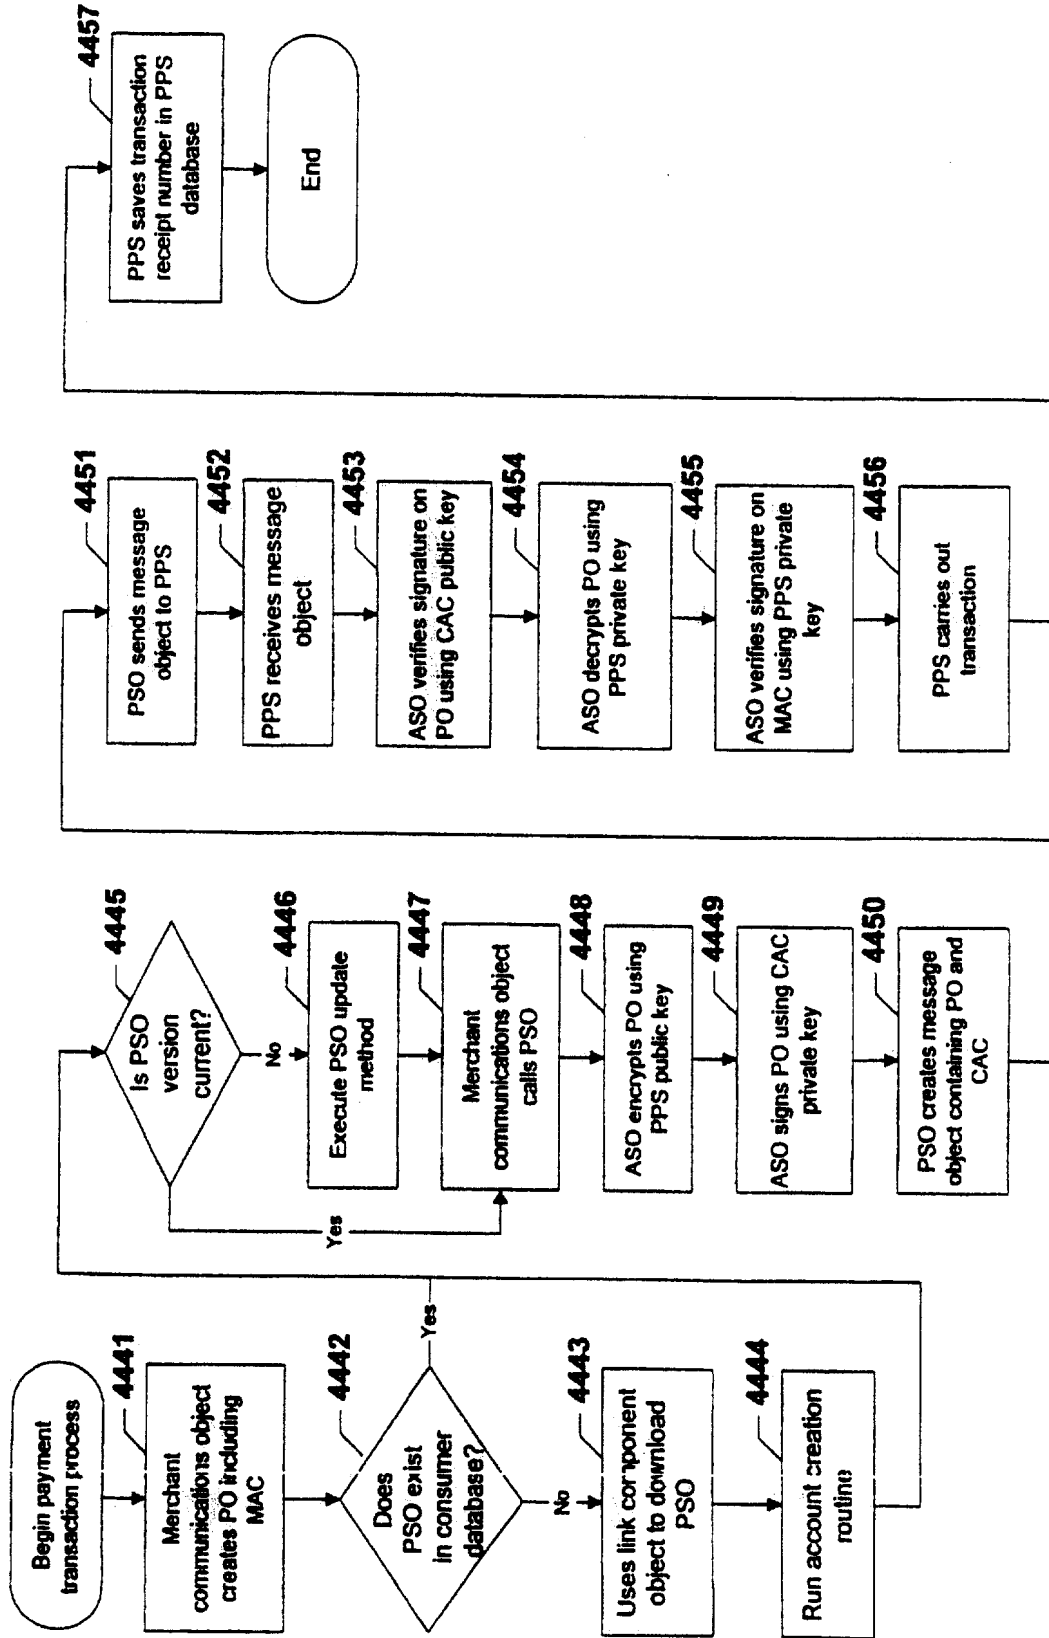 Begin payment
transaction process
4441
Merchant
communications object
creates PO including
MAC
4442
Does
PSO exist
in consumer
database?
Yes
No
4443
Uses link component
object to download
PSO
4444
Run account creation
routine
4445
Is PSO
version
current?
Yes
No
4446
Execute PSO update
method
4447
Merchant
communications object
calls PSO
4448
ASO encrypts PO using
PPS public key
4449
ASO signs PO using CAC
private key
4450
PSO creates message
object containing PO and
CAC
4451
PSO sends message
object to PPS
4452
PPS receives message
object
4453
ASO verifies signature on
PO using CAC public key
4454
ASO decrypts PO using
PPS private key
4455
ASO verifies signature on
MAC using PPS private
key
4456
PPS carries out
transaction
4457
PPS saves transaction
receipt number in PPS
database
End